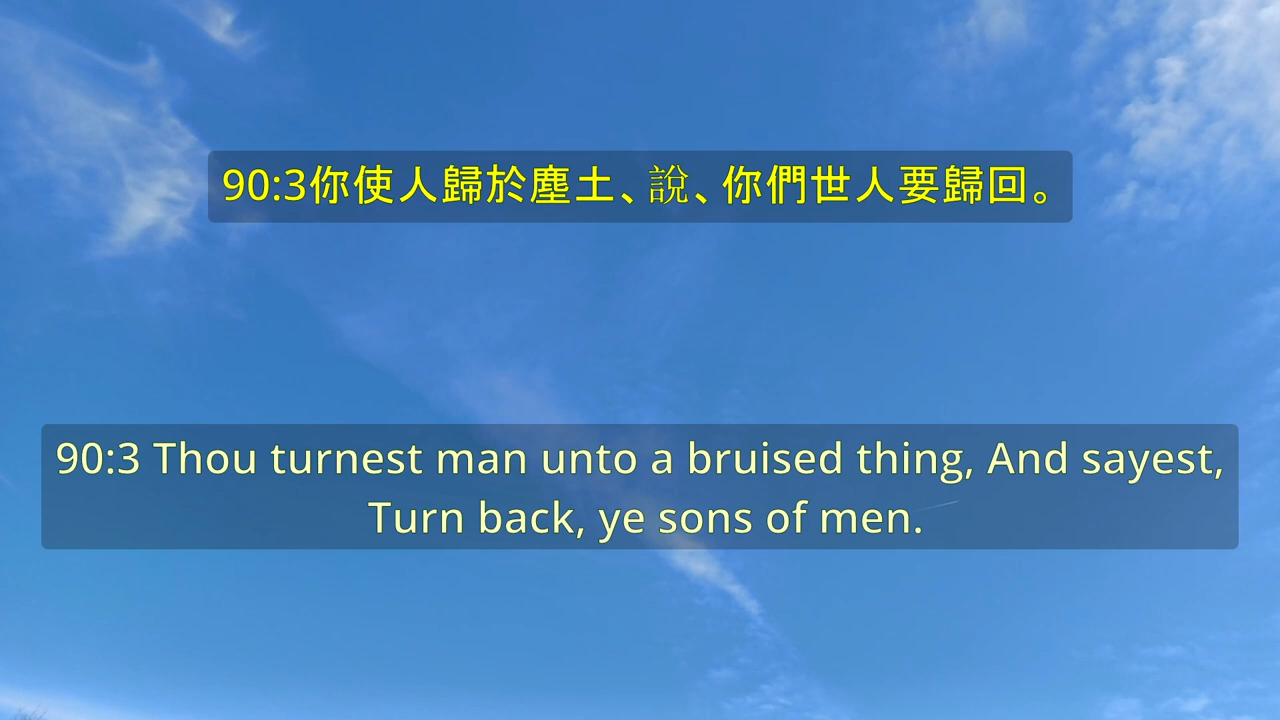 90:3你使人歸於塵土、說、你們世人要歸回。
90:3 Thou turnest man unto a bruised thing, And sayest,
Turn back, ye sons of men.